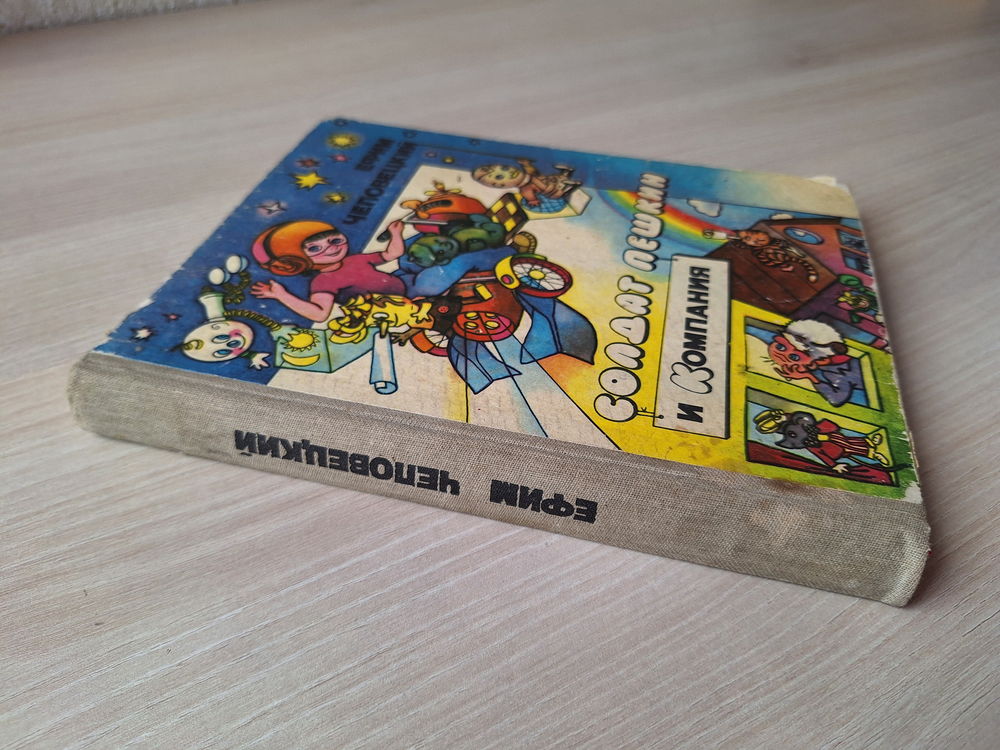 ЕФИМ
ЧЕПОВЕЦКИЙ
СОЛДАТ ПЕШКИН
И КОМПАНИЯ
ЕФИМ ЧЕПОВЕЦКИЙ